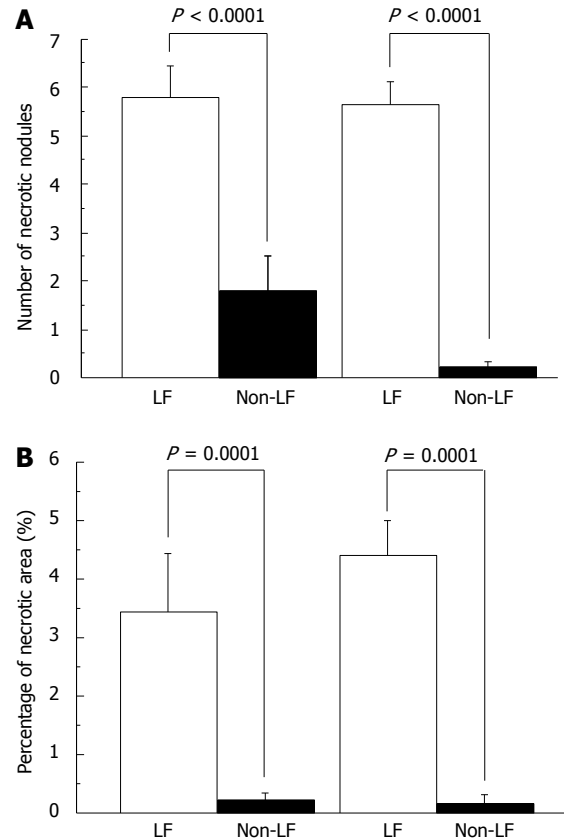 A
P < 0.0001
P < 0.0001
Number of necrotic nodules
7
6
5
4
3
2
1
0
LF
Non-LF
LF
Non-LF
B
P = 0.0001
P = 0.0001
Percentage of necrotic area (%)
6
5
4
3
2
1
0
LF
Non-LF
LF
Non-LF